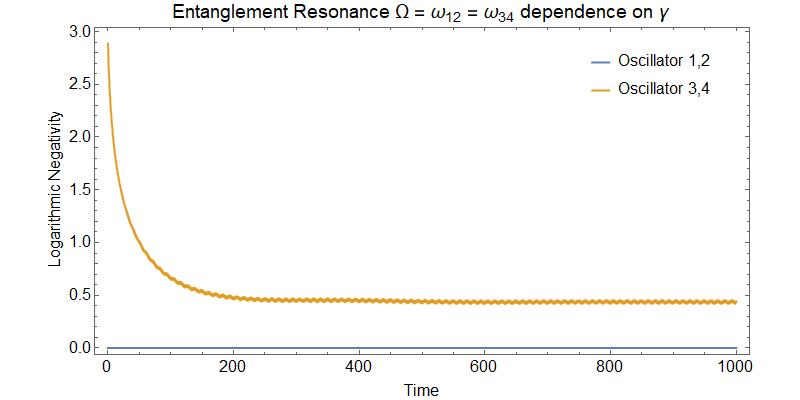 Entanglement Resonance Ω = ω₁₂ = ω₃₄ dependence on γ
Oscillator 1,2
Oscillator 3,4
Logarithmic Negativity
3.0
2.5
2.0
1.5
1.0
0.5
0.0
0 200 400 600 800 1000
Time